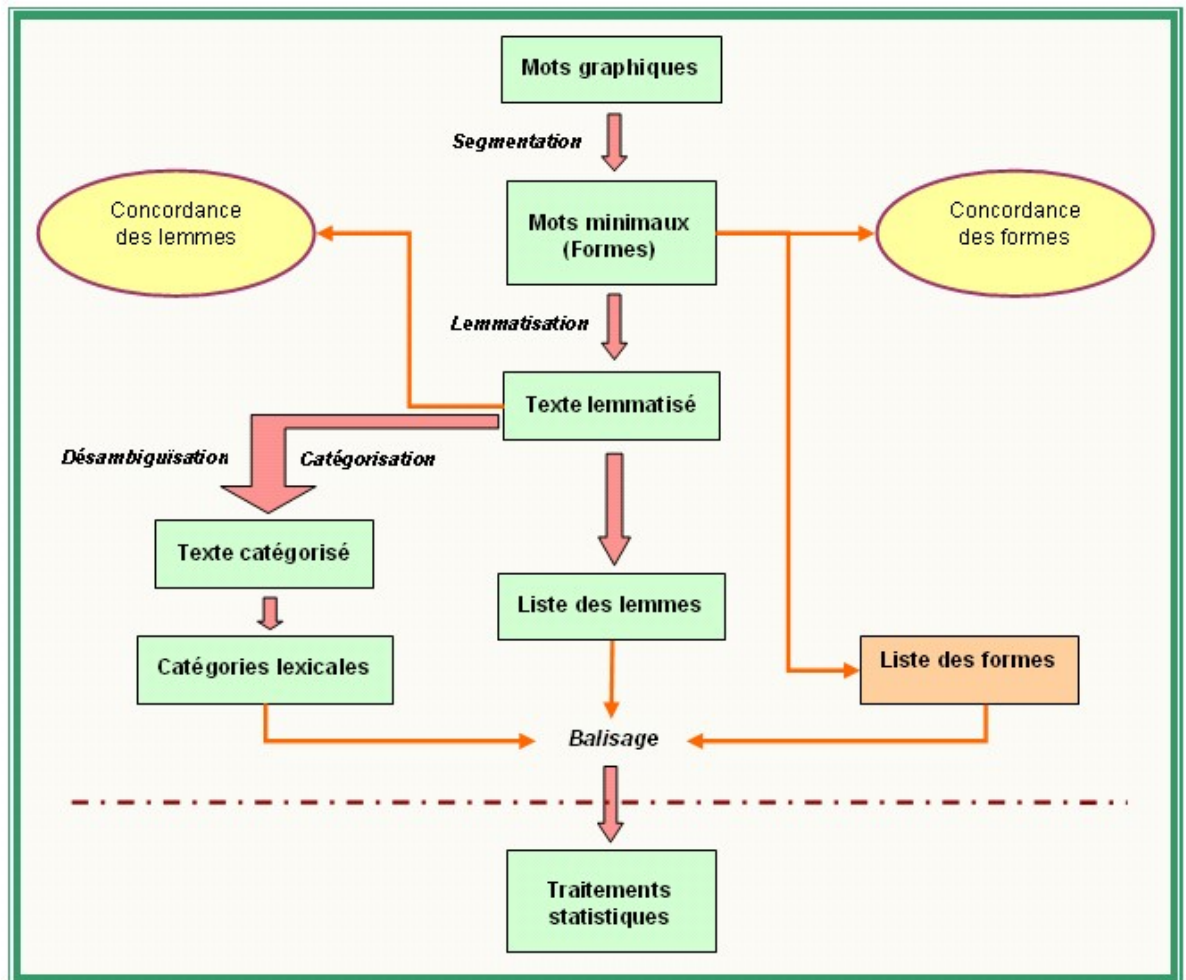 Mots graphiques
Segmentation
Concordance
des lemmes
Mots minimaux
(Formes)
Concordance
des formes
Lemmatisation
Texte lemmatisé
Désambiguïsation
Catégorisation
Texte catégorisé
Liste des lemmes
Catégories lexicales
Liste des formes
Balisage
Traitements
statistiques